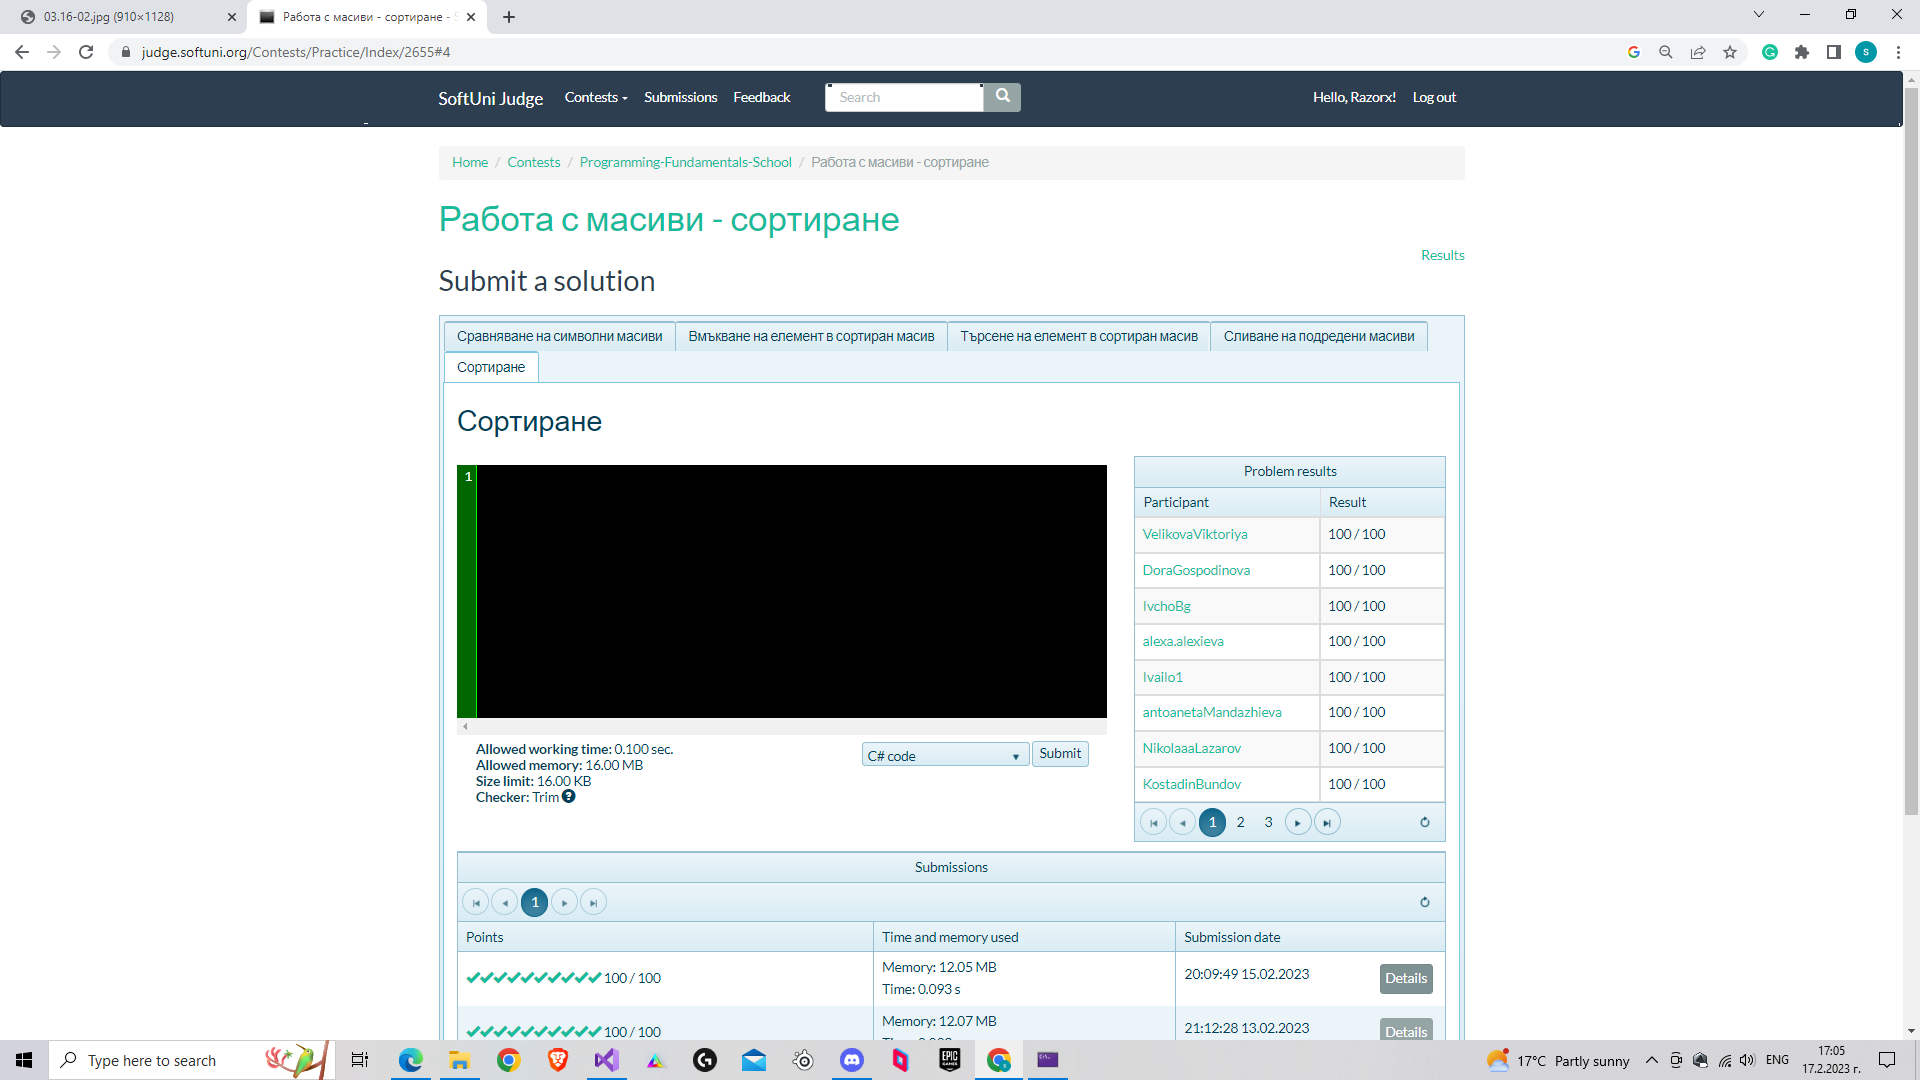 03.16-02.jpg (910×1128)
Работа с масиви - сортиране -
judge.softuni.org/Contests/Practice/Index/2655#4
S
SoftUni Judge
Contests
Submissions
Feedback
Search
Hello, Razorx!
Log out
Home / Contests / Programming-Fundamentals-School / Работа с масиви - сортиране
Работа с масиви - сортиране
Results
Submit a solution
Сравняване на символни масиви
Вмъкване на елемент в сортиран масив
Търсене на елемент в сортиран масив
Сливане на подредени масиви
Сортиране
Сортиране
1
Allowed working time: 0.100 sec.
Allowed memory: 16.00 MB
Size limit: 16.00 KB
Checker: Trim
C# code
Submit
Problem results
Participant Result
VelikovaViktoriya 100 / 100
DoraGospodinova 100 / 100
IvchoBg 100 / 100
alexa.alexieva 100 / 100
Ivailo1 100 / 100
antoanetaMandazhieva 100 / 100
NikolaaaLazarov 100 / 100
KostadinBundov 100 / 100
1 2 3
Submissions
1
Points Time and memory used Submission date
100 / 100 Memory: 12.05 MB 20:09:49 15.02.2023 Details
Time: 0.093 s
100 / 100 Memory: 12.07 MB 21:12:28 13.02.2023 Details
Type here to search
EPIC GAMES
17°C Partly sunny
ENG
17:05
17.2.2023 г.